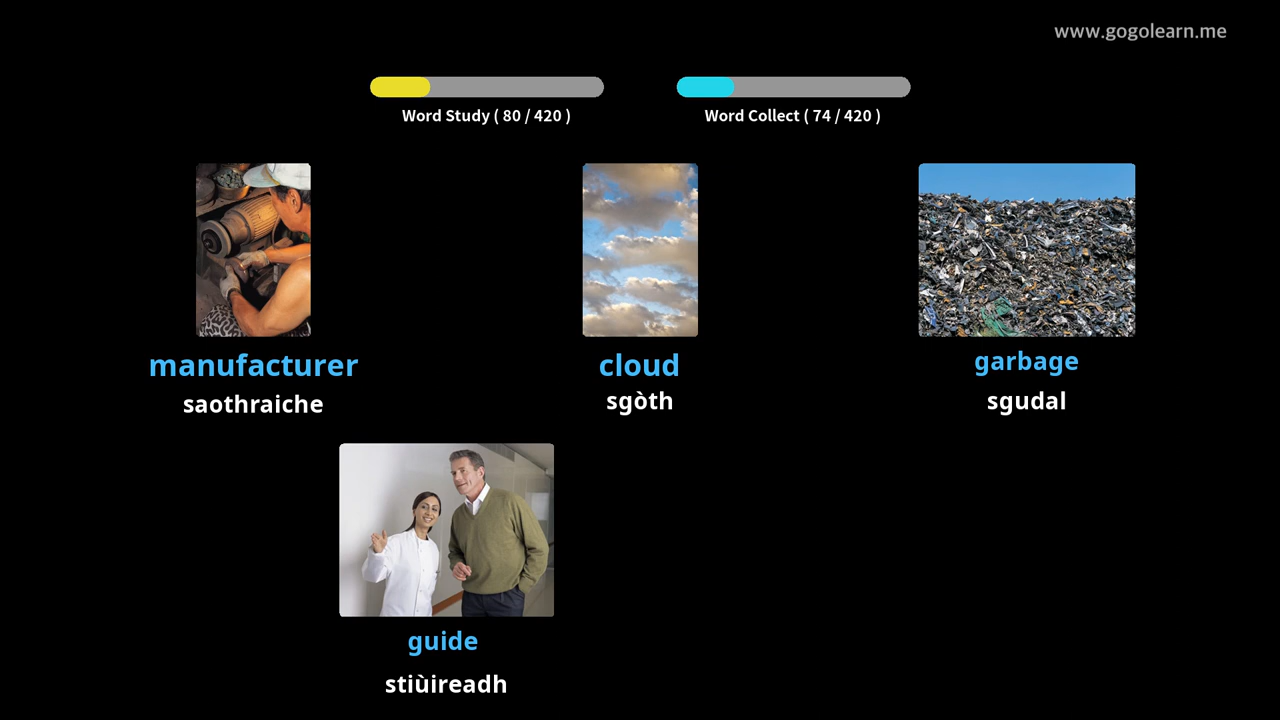 www.gogolearn.me
Word Study ( 80 / 420 )
Word Collect ( 74 / 420 )
manufacturer
saothraiche
cloud
sgòth
garbage
sgudal
guide
stiùireadh